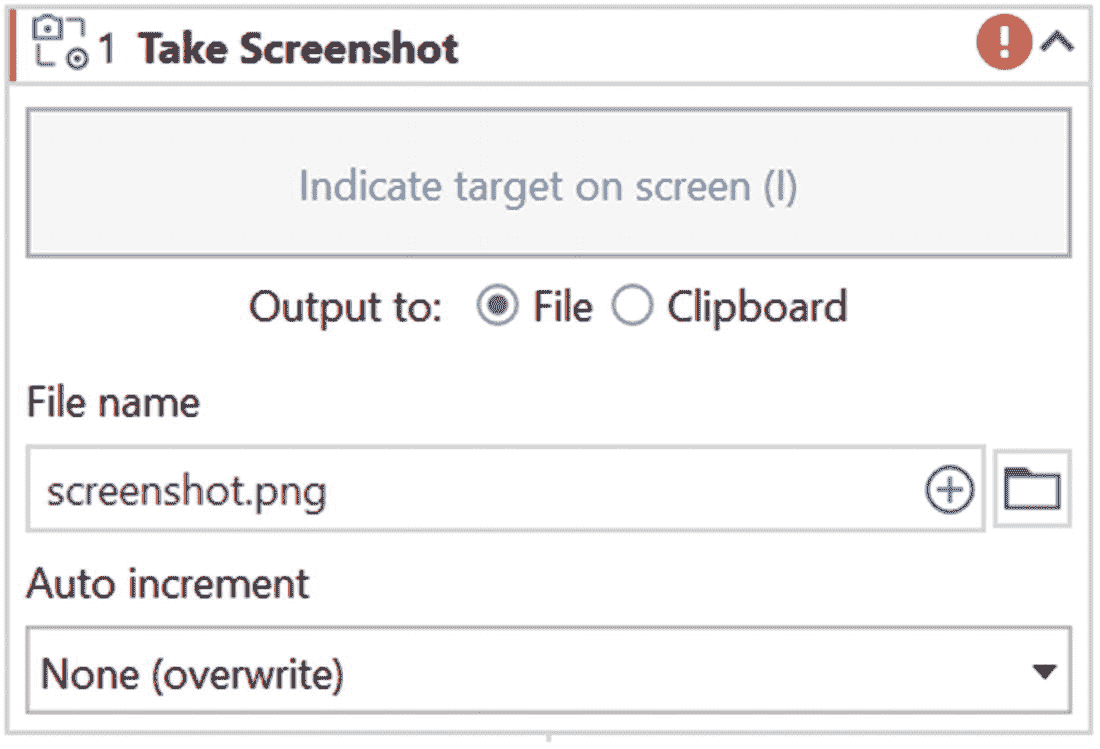 1 Take Screenshot
Indicate target on screen (I)
Output to: File Clipboard
File name
screenshot.png
Auto increment
None (overwrite)